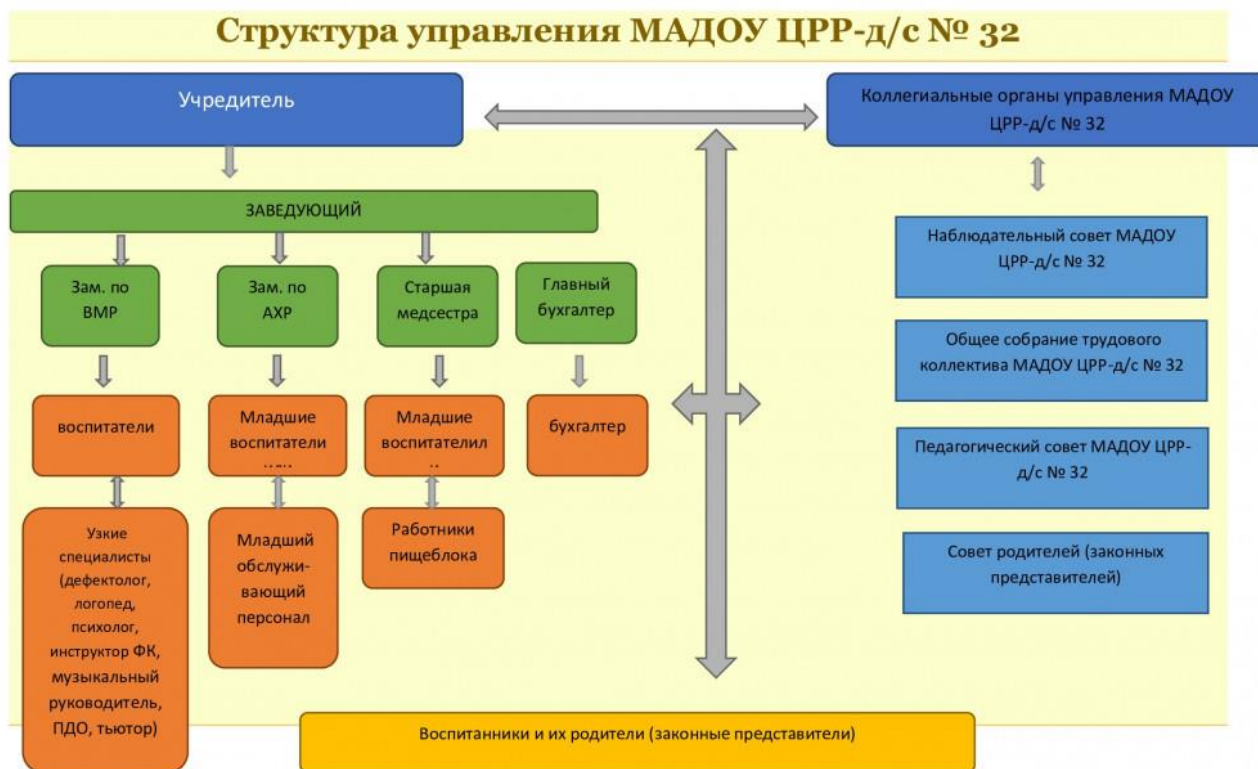 Структура управления МАДОУ ЦРР-д/с № 32
Учредитель
Коллегиальные органы управления МАДОУ
ЦРР-д/с № 32
ЗАВЕДУЮЩИЙ
Зам. по
ВМР
Зам. по
АХР
Старшая
медсестра
Главный
бухгалтер
воспитатели
Младшие
воспитатели
Младшие
воспитателил
и
бухгалтер
Узкие
специалисты
(дефектолог,
логопед,
психолог,
инструктор ФК,
музыкальный
руководитель,
ПДО, тьютор)
Младший
обслужи-
вающий
персонал
Работники
пищеблока
Наблюдательный совет МАДОУ
ЦРР-д/с № 32
Общее собрание трудового
коллектива МАДОУ ЦРР-д/с № 32
Педагогический совет МАДОУ ЦРР-
д/с № 32
Совет родителей (законных
представителей)
Воспитанники и их родители (законные представители)